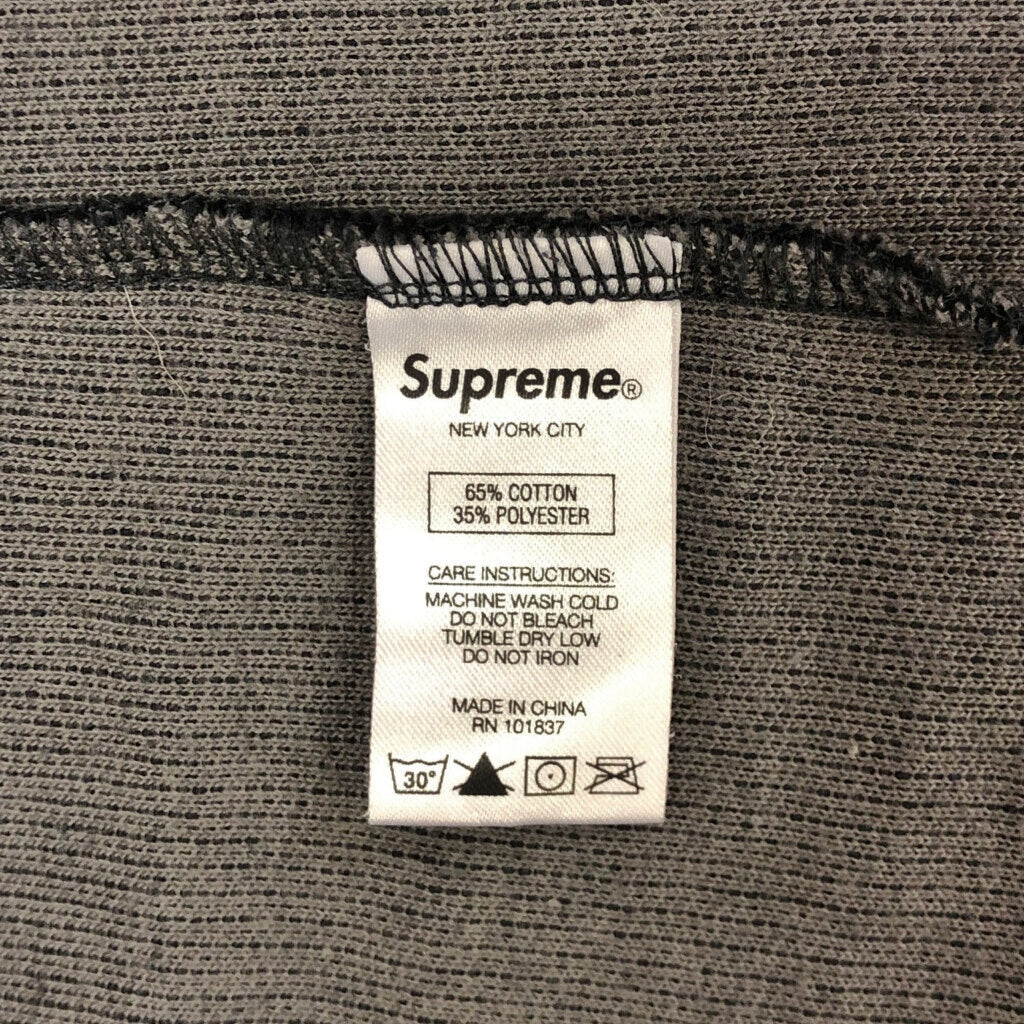 Supreme®
NEW YORK CITY
65% COTTON
35% POLYESTER
CARE INSTRUCTIONS:
MACHINE WASH COLD
DO NOT BLEACH
TUMBLE DRY LOW
DO NOT IRON
MADE IN CHINA
RN 101837
30°